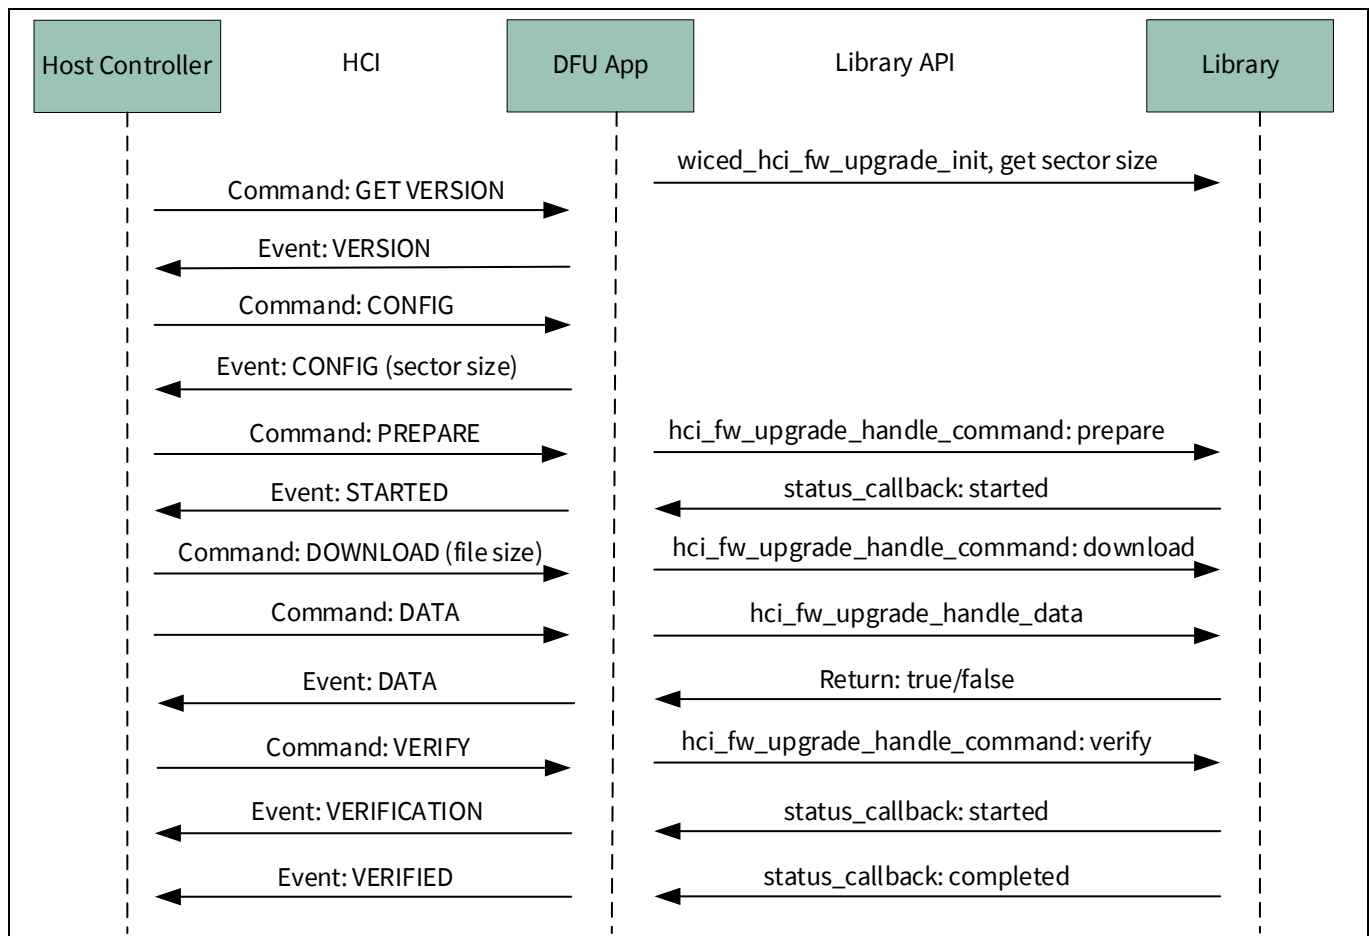 Host Controller
HCI
DFU App
Library API
Library
wiced_hci_fw_upgrade_init, get sector size
Command: GET VERSION
Event: VERSION
Command: CONFIG
Event: CONFIG (sector size)
Command: PREPARE
hci_fw_upgrade_handle_command: prepare
Event: STARTED
status_callback: started
Command: DOWNLOAD (file size)
hci_fw_upgrade_handle_command: download
Command: DATA
hci_fw_upgrade_handle_data
Event: DATA
Return: true/false
Command: VERIFY
hci_fw_upgrade_handle_command: verify
Event: VERIFICATION
status_callback: started
Event: VERIFIED
status_callback: completed